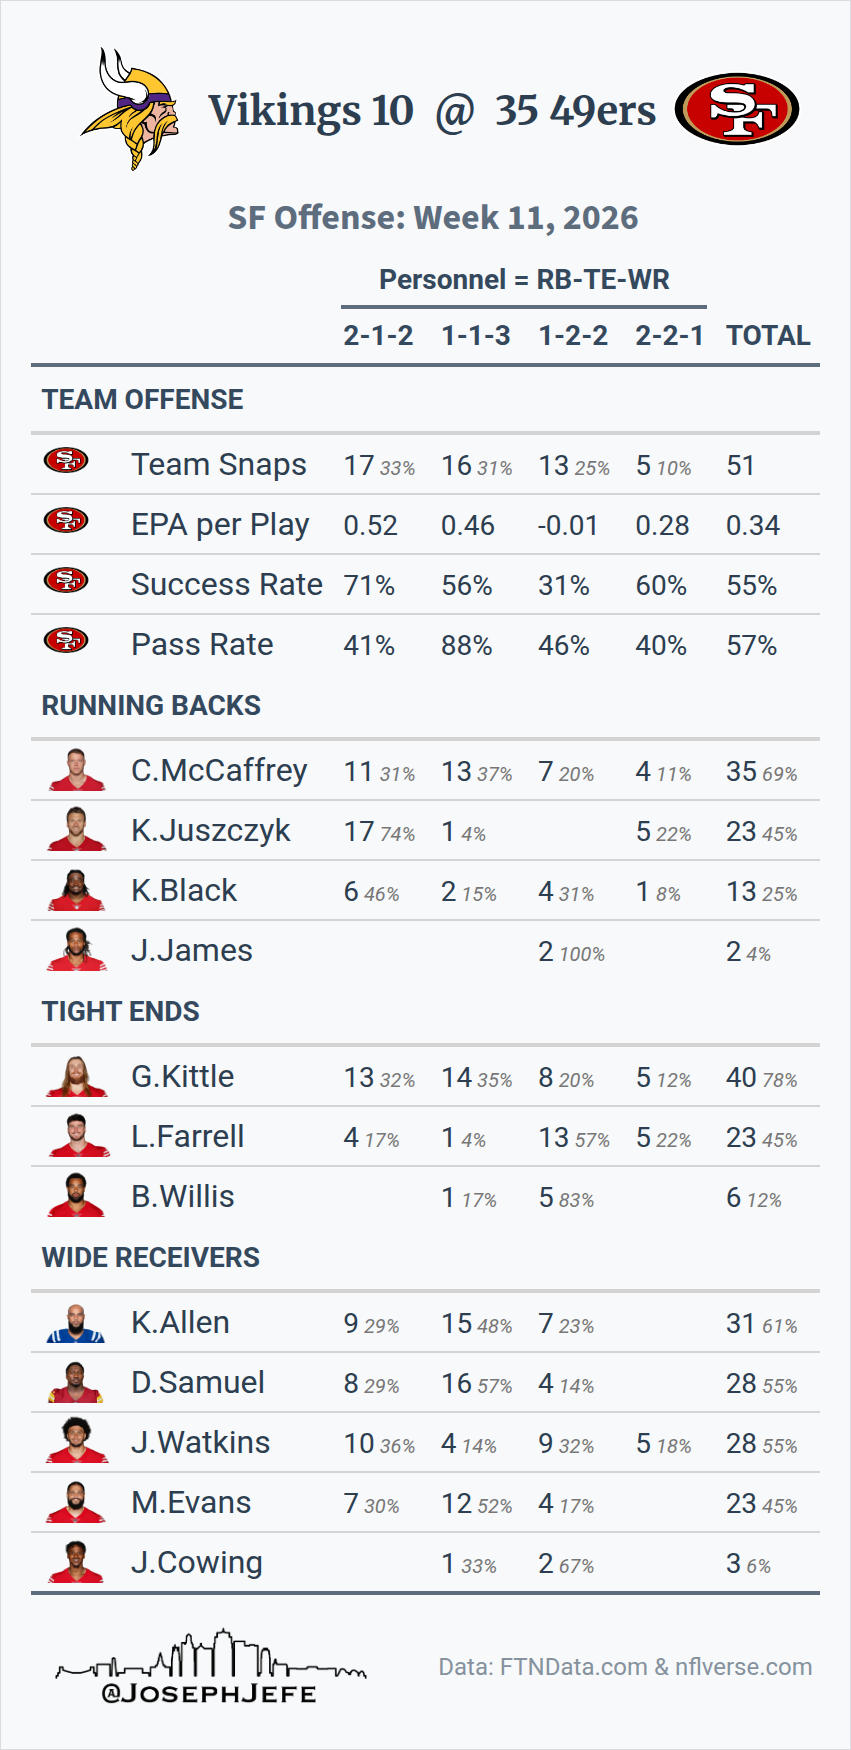 Vikings 10 @ 35 49ers
SF Offense: Week 11, 2026
Personnel = RB-TE-WR
2-1-2 1-1-3 1-2-2 2-2-1 TOTAL
TEAM OFFENSE
Team Snaps 17 33% 16 31% 13 25% 5 10% 51
EPA per Play 0.52 0.46 -0.01 0.28 0.34
Success Rate 71% 56% 31% 60% 55%
Pass Rate 41% 88% 46% 40% 57%
RUNNING BACKS
C.McCaffrey 11 31% 13 37% 7 20% 4 11% 35 69%
K.Juszczyk 17 74% 1 4% 5 22% 23 45%
K.Black 6 46% 2 15% 4 31% 1 8% 13 25%
J.James 2 100% 2 4%
TIGHT ENDS
G.Kittle 13 32% 14 35% 8 20% 5 12% 40 78%
L.Farrell 4 17% 1 4% 13 57% 5 22% 23 45%
B.Willis 1 17% 5 83% 6 12%
WIDE RECEIVERS
K.Allen 9 29% 15 48% 7 23% 31 61%
D.Samuel 8 29% 16 57% 4 14% 28 55%
J.Watkins 10 36% 4 14% 9 32% 5 18% 28 55%
M.Evans 7 30% 12 52% 4 17% 23 45%
J.Cowing 1 33% 2 67% 3 6%
@JosephJefe
Data: FTNData.com & nflverse.com